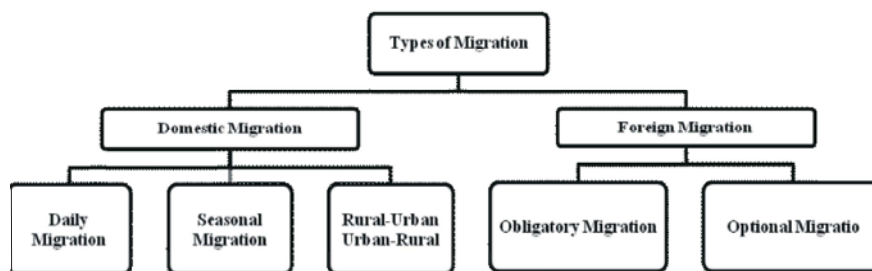 Types of Migration
Domestic Migration
Foreign Migration
Daily
Migration
Seasonal
Migration
Rural-Urban
Urban-Rural
Obligatory Migration
Optional Migratio